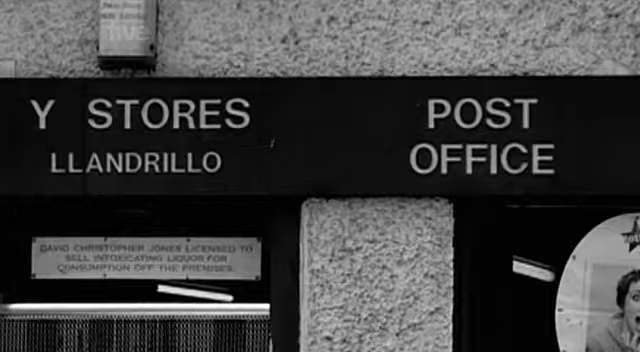 Y STORES
LLANDRILLO
POST
OFFICE
DAVID CHRISTOPHER JONES LICENSED TO
SELL INTOXICATING LIQUOR FOR
CONSUMPTION OFF THE PREMISES.